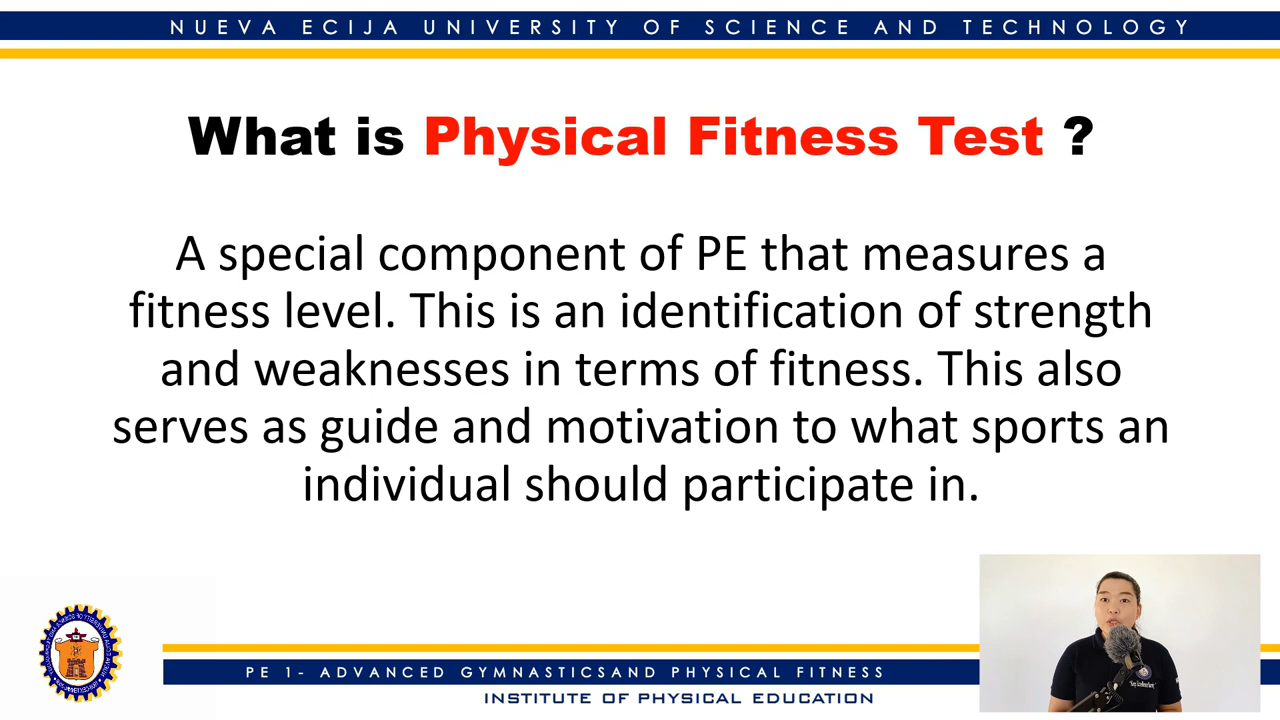 NUEVA ECIJA UNIVERSITY OF SCIENCE AND TECHNOLOGY
What is Physical Fitness Test ?
A special component of PE that measures a
fitness level. This is an identification of strength
and weaknesses in terms of fitness. This also
serves as guide and motivation to what sports an
individual should participate in.
PE 1- ADVANCED GYMNASTICSAND PHYSICAL FITNESS
INSTITUTE OF PHYSICAL EDUCATION